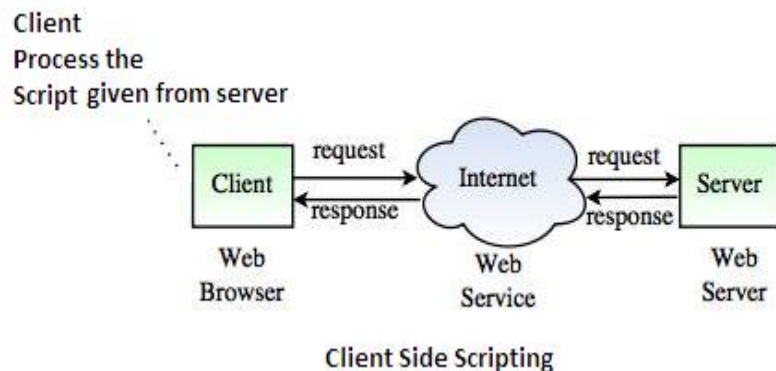 Client
Process the
Script given from server
request
request
Client
Internet
Server
response
response
Web
Browser
Web
Service
Web
Server
Client Side Scripting